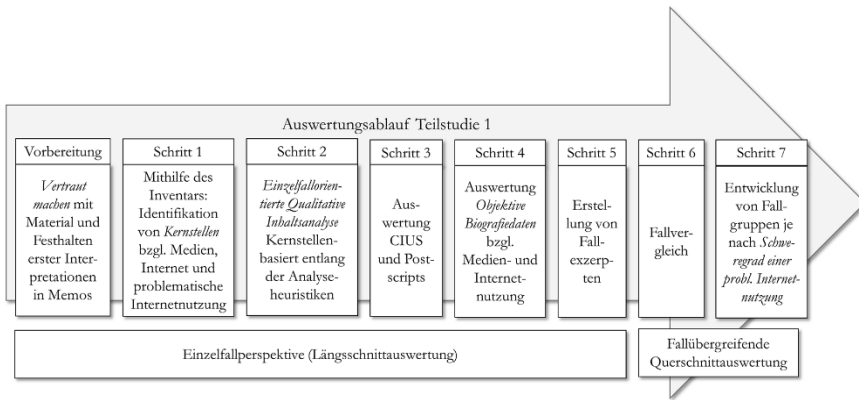 Auswertungsablauf Teilstudie 1
Vorbereitung
Vertraut
machen mit
Material und
Festhalten
erster Inter-
pretationen
in Memos
Schritt 1
Mithilfe des
Inventars:
Identifikation
von Kernstellen
bzgl. Medien,
Internet und
problematische
Internetnutzung
Schritt 2
Einzelfallorien-
tierte Qualitative
Inhaltsanalyse
Kernstellen-
basiert entlang
der Analyse-
heuristiken
Schritt 3
Aus-
wertung
CIUS
und Post-
scripts
Schritt 4
Auswertung
Objektive
Biografiedaten
bzgl.
Medien- und
Internet-
nutzung
Schritt 5
Erstel-
lung von
Fall-
exzerp-
ten
Schritt 6
Fallver-
gleich
Schritt 7
Entwicklung
von Fall-
gruppen je
nach Schwe-
regrad einer
probl. Internet-
nutzung
Einzelfallperspektive (Längsschnittauswertung)
Fallübergreifende
Querschnittauswertung